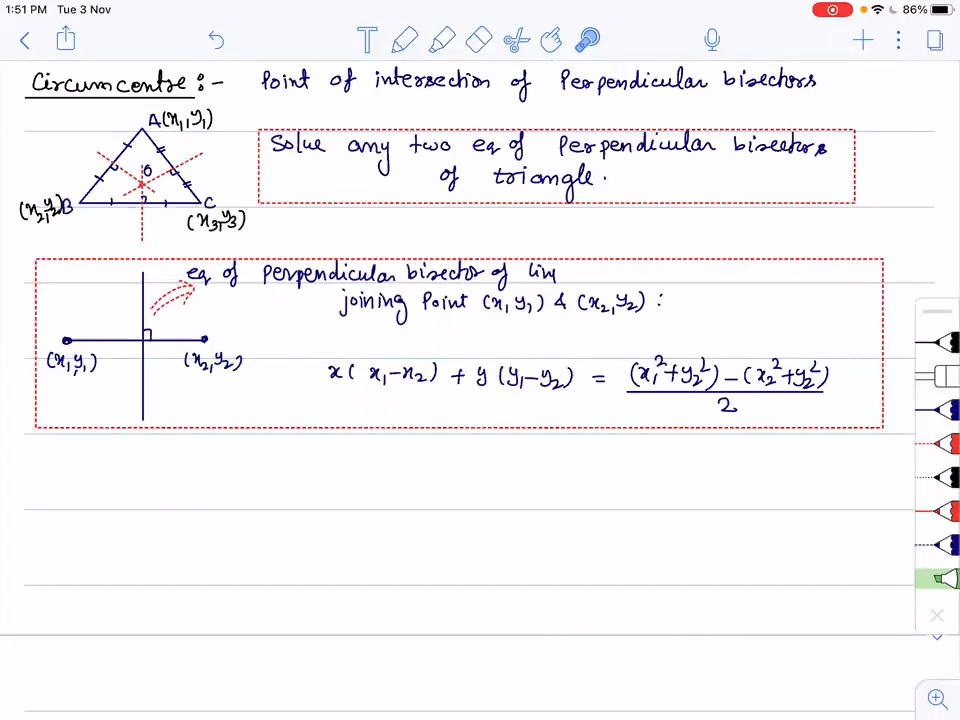 1:51 PM Tue 3 Nov 86%
T
Circumcentre :- Point of intersection of Perpendicular bisectors
A(x₁, y₁)
Solve any two eq of Perpendicular bisectors
of triangle.
O
(x₂, y₂) B C
(x₃, y₃)
eq of Perpendicular bisector of line
joining Point (x₁, y₁) & (x₂, y₂) :
(x₁, y₁) (x₂, y₂)
x( x₁-x₂) + y (y₁-y₂) = (x₁²+y₂²) - (x₂²+y₂²)
2